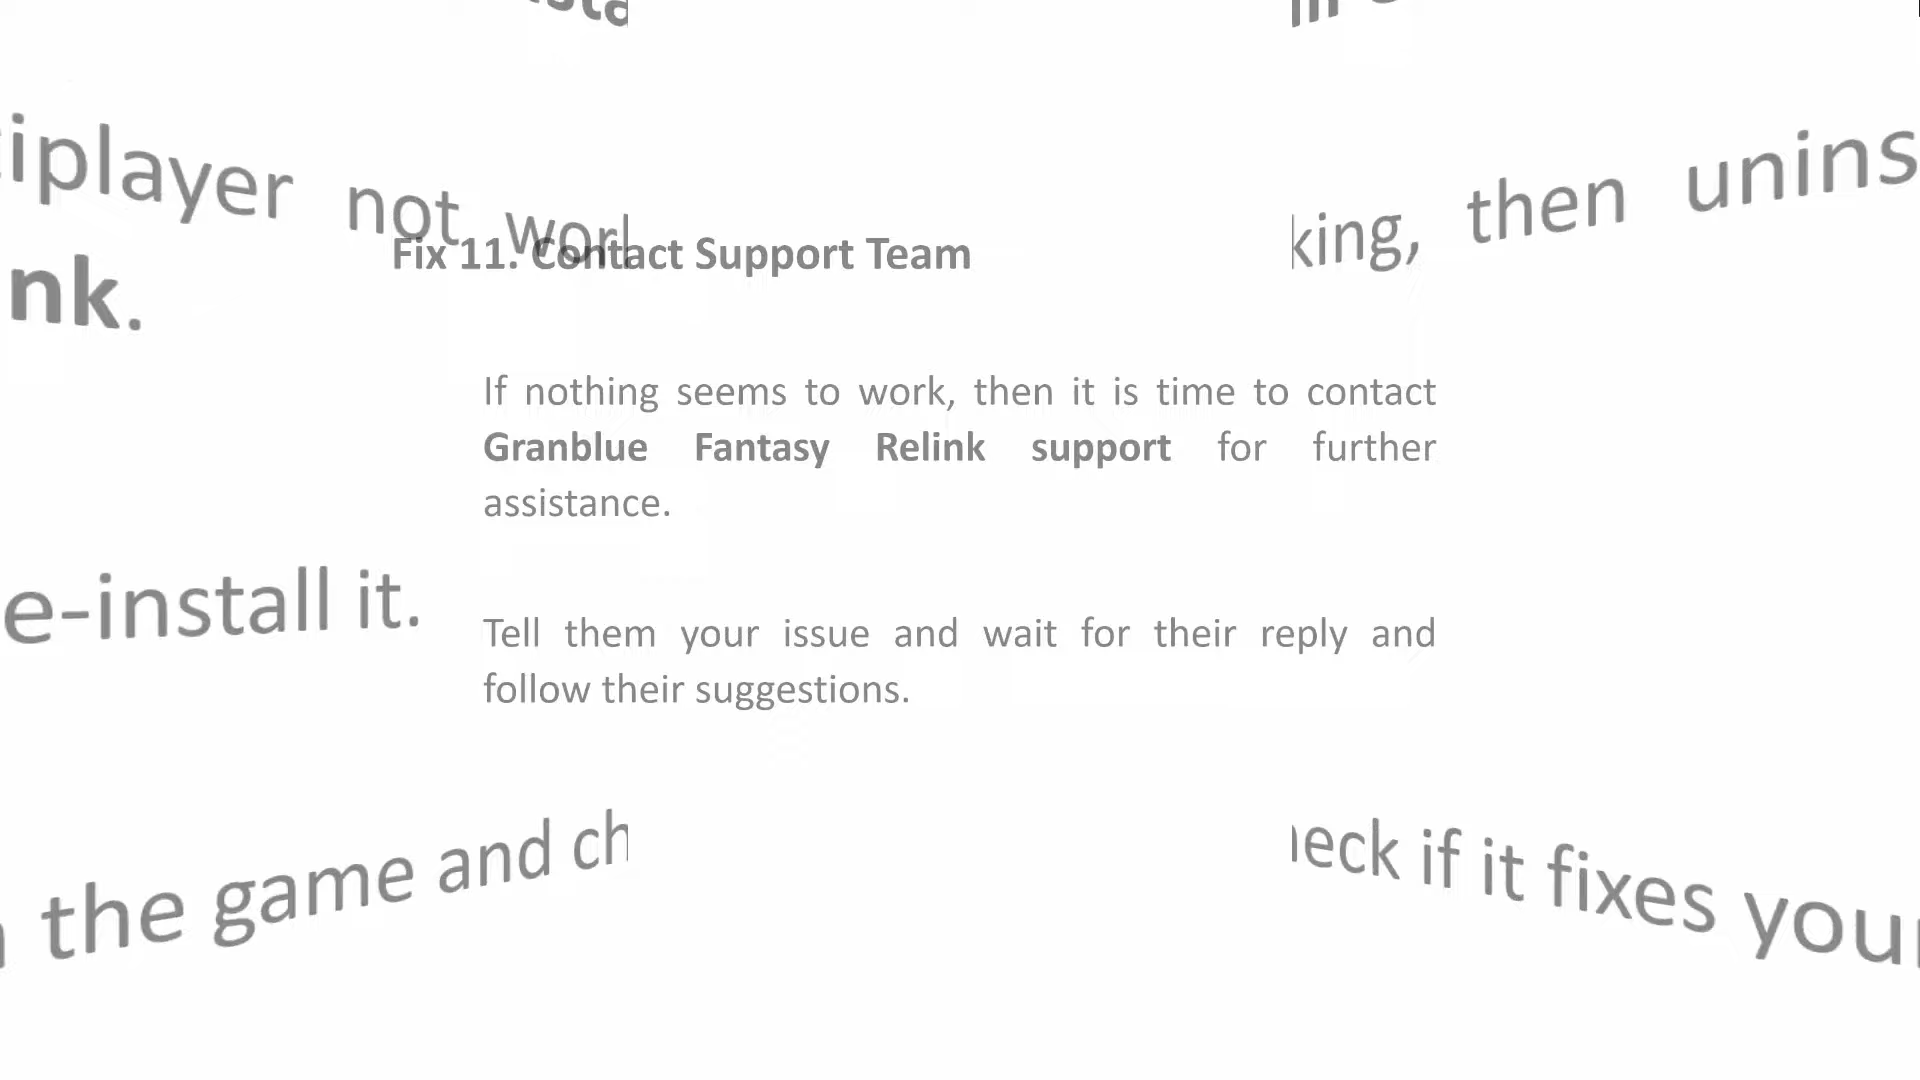 iplayer not work
king, then unins
Fix 11. Contact Support Team
nk.
If nothing seems to work, then it is time to contact
Granblue Fantasy Relink support for further
assistance.
e-install it.
Tell them your issue and wait for their reply and
follow their suggestions.
the game and ch
eck if it fixes your